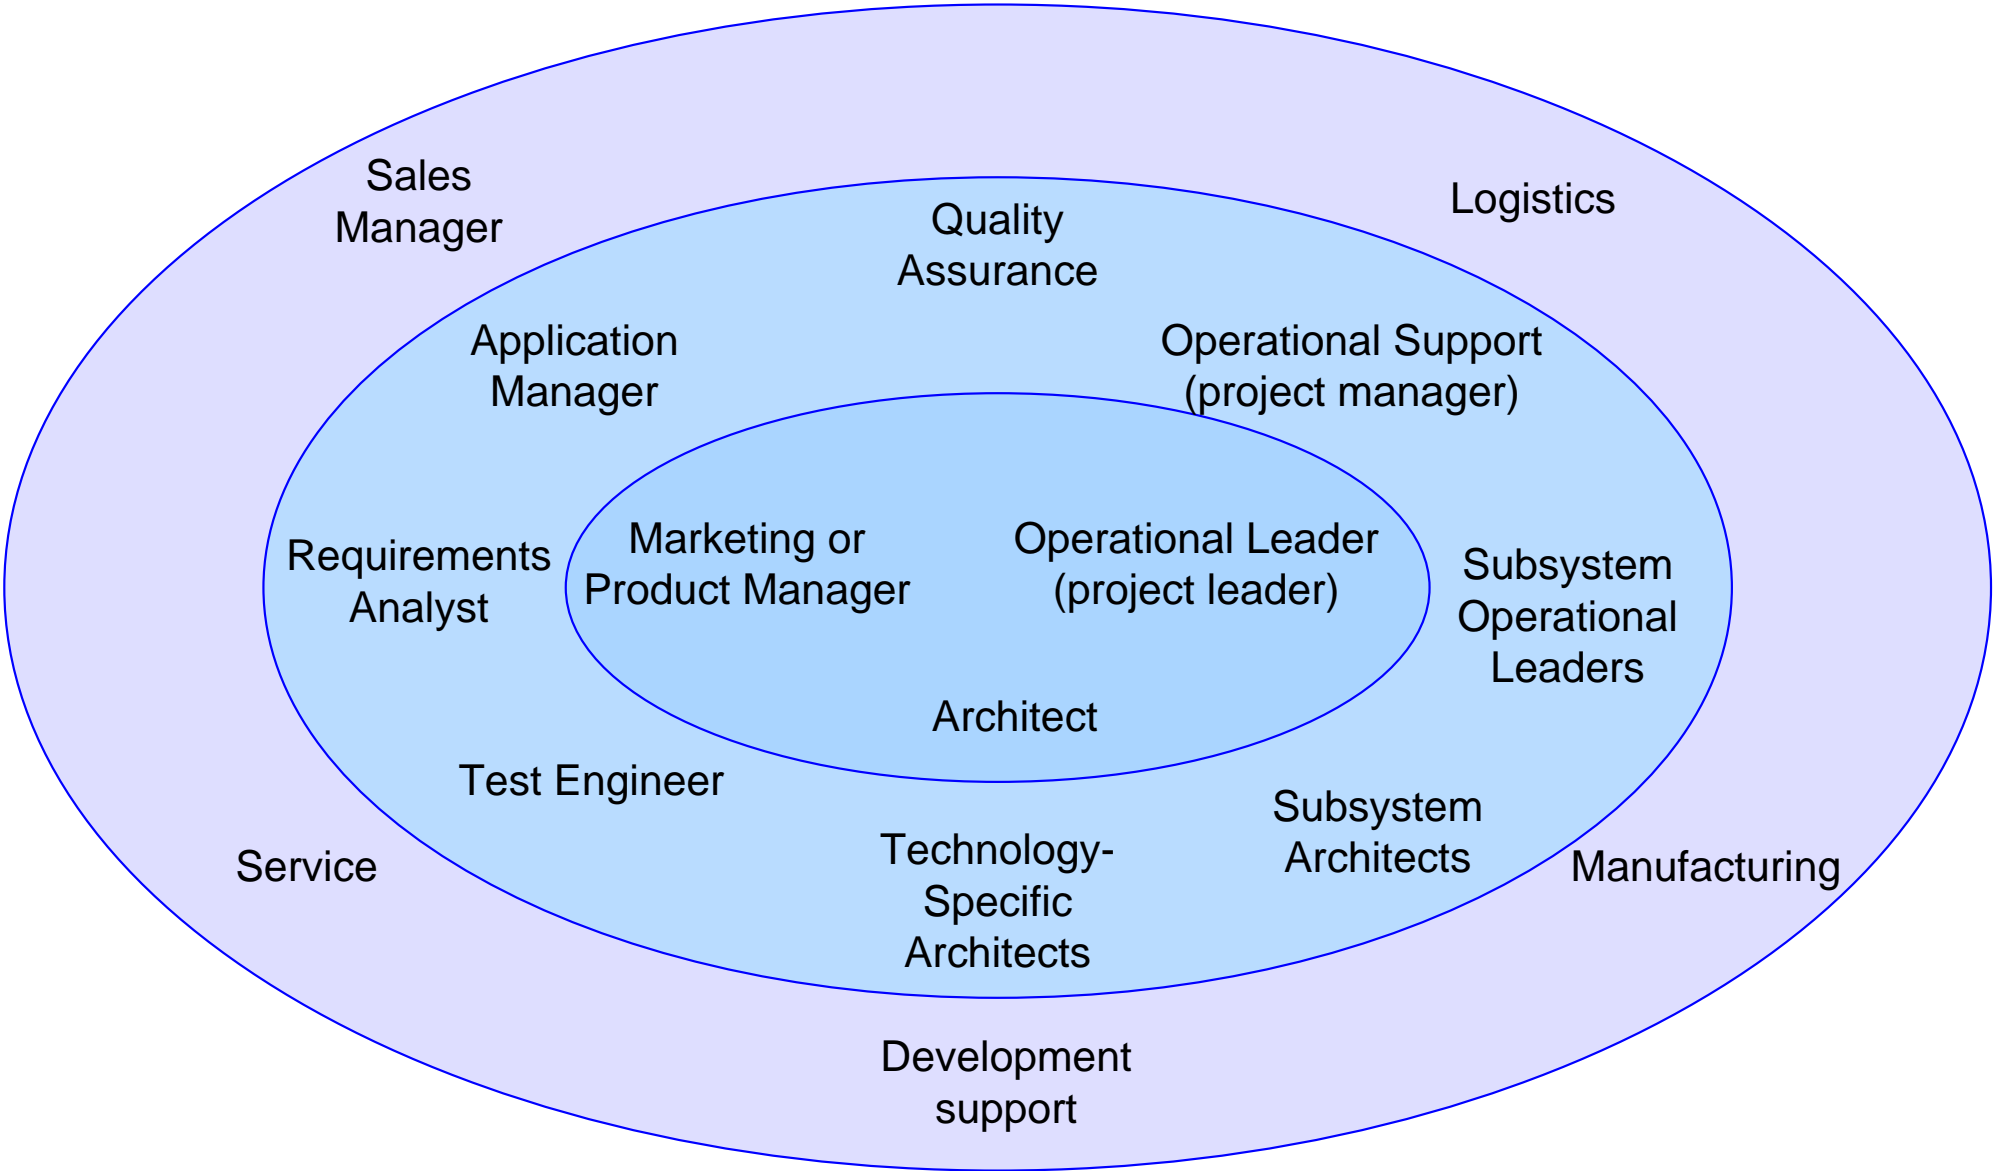 Sales
Manager
Logistics
Quality
Assurance
Application
Manager
Operational Support
(project manager)
Requirements
Analyst
Marketing or
Product Manager
Operational Leader
(project leader)
Subsystem
Operational
Leaders
Architect
Test Engineer
Subsystem
Architects
Technology-
Specific
Architects
Service
Manufacturing
Development
support